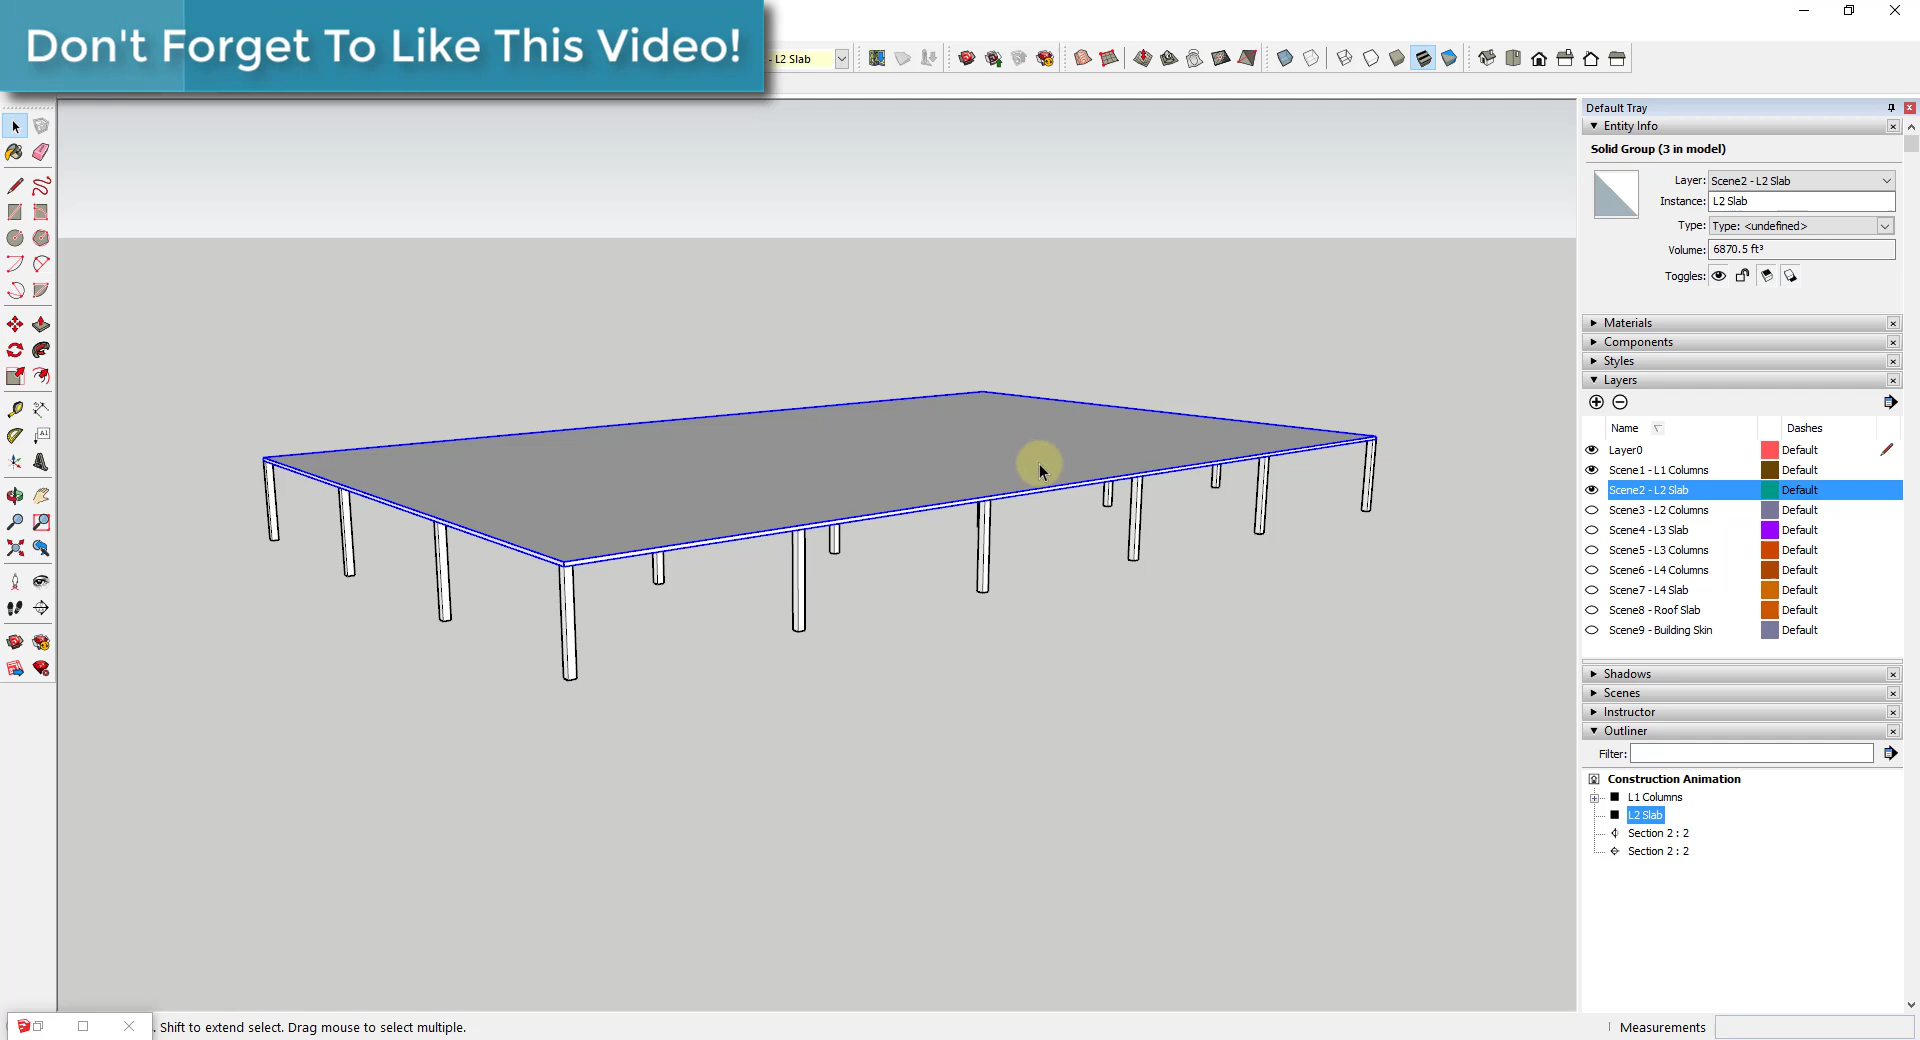 Don't Forget To Like This Video!
- L2 Slab
Default Tray
Entity Info
Solid Group (3 in model)
Layer: Scene2 - L2 Slab
Instance: L2 Slab
Type: Type: <undefined>
Volume: 6870.5 ft³
Toggles:
Materials
Components
Styles
Layers
Name Dashes
Layer0 Default
Scene1 - L1 Columns Default
Scene2 - L2 Slab Default
Scene3 - L2 Columns Default
Scene4 - L3 Slab Default
Scene5 - L3 Columns Default
Scene6 - L4 Columns Default
Scene7 - L4 Slab Default
Scene8 - Roof Slab Default
Scene9 - Building Skin Default
Shadows
Scenes
Instructor
Outliner
Filter:
Construction Animation
L1 Columns
L2 Slab
Section 2 : 2
Section 2 : 2
. Shift to extend select. Drag mouse to select multiple.
Measurements